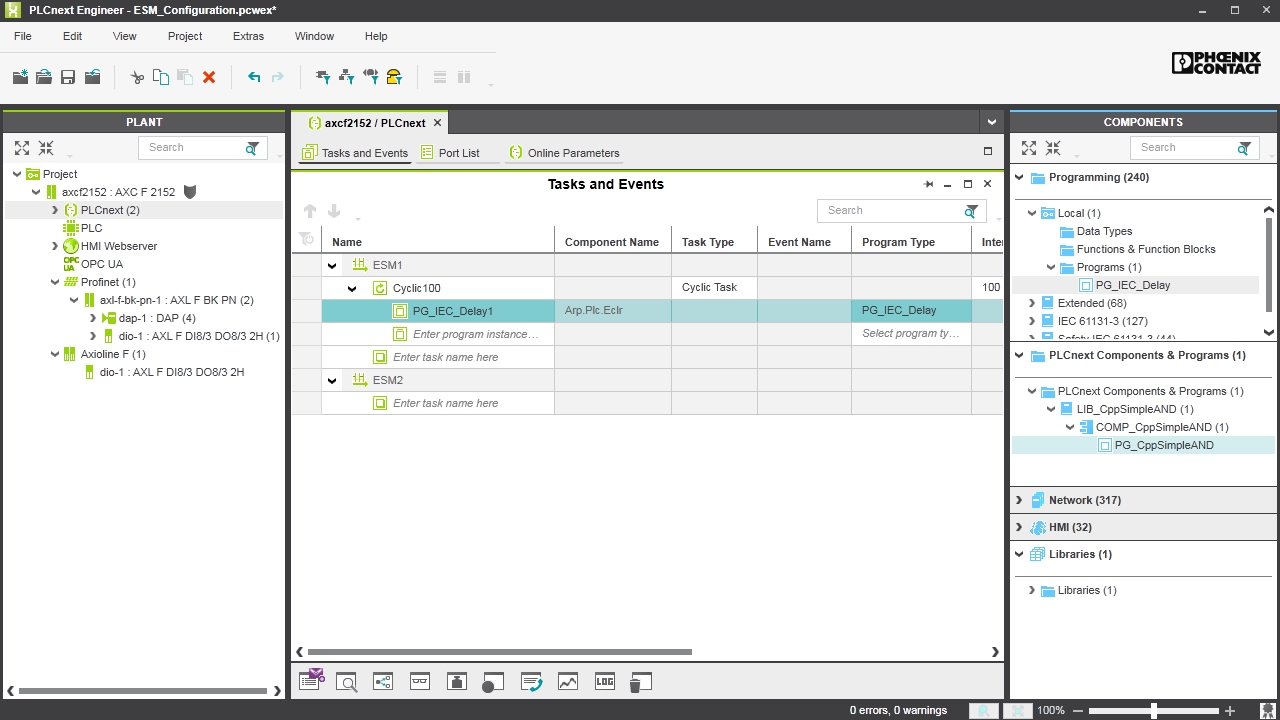 PLCnext Engineer - ESM_Configuration.pcwex*
File Edit View Project Extras Window Help
PHŒNIX CONTACT
PLANT
Search
Project
axcf2152 : AXC F 2152
PLCnext (2)
PLC
HMI Webserver
OPC UA OPC UA
Profinet (1)
axl-f-bk-pn-1 : AXL F BK PN (2)
dap-1 : DAP (4)
dio-1 : AXL F DI8/3 DO8/3 2H (1)
Axioline F (1)
dio-1 : AXL F DI8/3 DO8/3 2H
axcf2152 / PLCnext
Tasks and Events Port List Online Parameters
Tasks and Events
Search
Name Component Name Task Type Event Name Program Type Inter
ESM1
Cyclic100 Cyclic Task 100
PG_IEC_Delay1 Arp.Plc.Eclr PG_IEC_Delay
Enter program instance... Select program ty...
Enter task name here
ESM2
Enter task name here
LOG
COMPONENTS
Search
Programming (240)
Local (1)
Data Types
Functions & Function Blocks
Programs (1)
PG_IEC_Delay
Extended (68)
IEC 61131-3 (127)
Safety IEC 61131-3 (44)
PLCnext Components & Programs (1)
PLCnext Components & Programs (1)
LIB_CppSimpleAND (1)
COMP_CppSimpleAND (1)
PG_CppSimpleAND
Network (317)
HMI (32)
Libraries (1)
Libraries (1)
0 errors, 0 warnings 100%